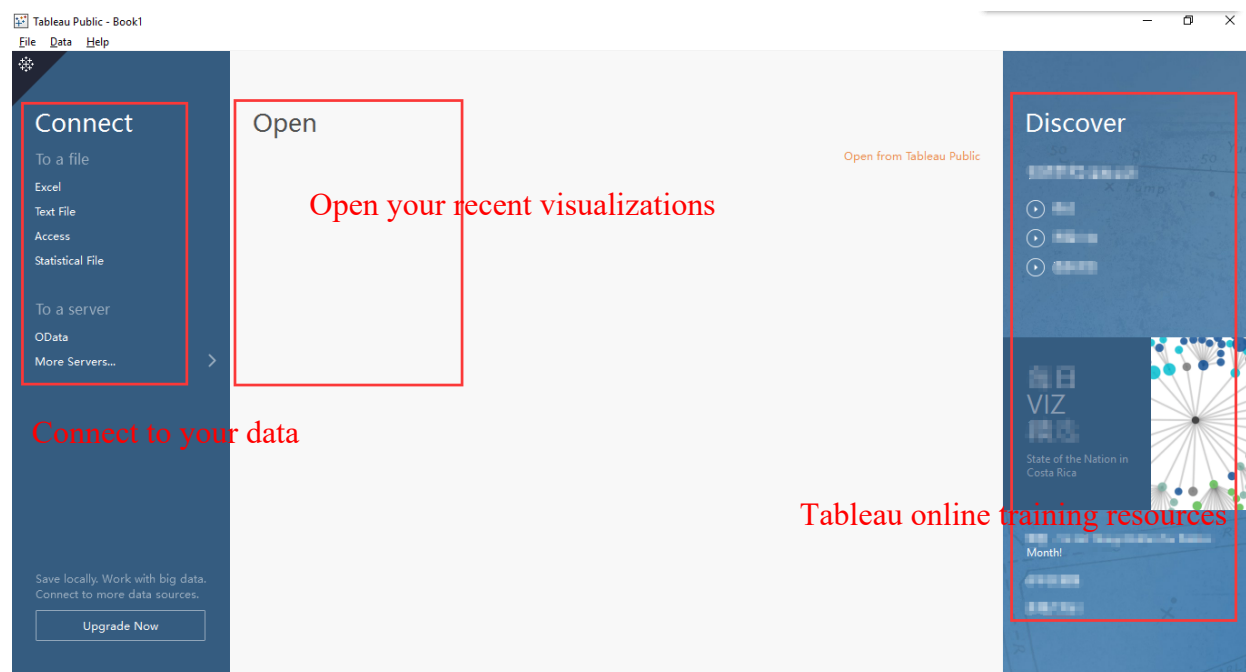 Tableau Public - Book1
File Data Help
Connect
To a file
Excel
Text File
Access
Statistical File
To a server
OData
More Servers...
Connect to your data
Save locally. Work with big data.
Connect to more data sources.
Upgrade Now
Open
Open from Tableau Public
Open your recent visualizations
Discover
VIZ
State of the Nation in
Costa Rica
Tableau online training resources
Month!